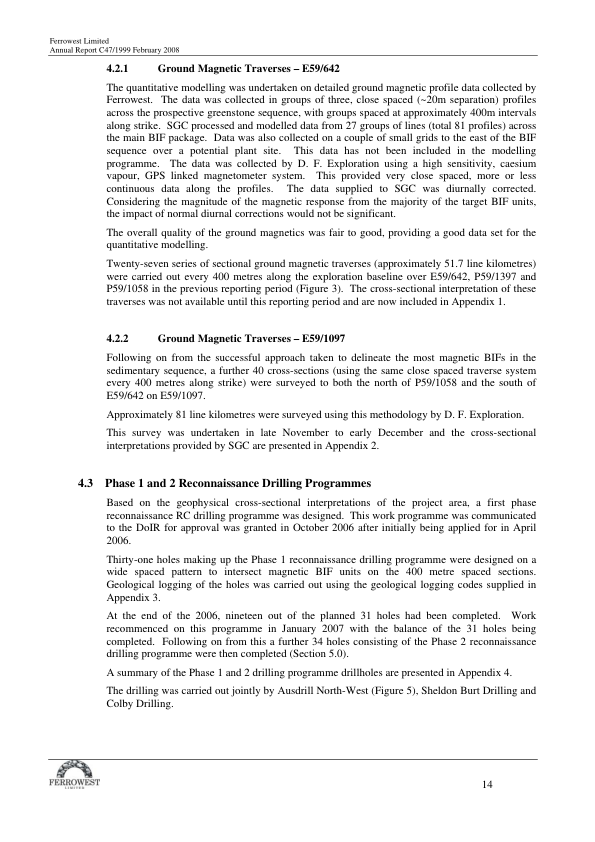 Ferrowest Limited
Annual Report C47/1999 February 2008
4.2.1 Ground Magnetic Traverses – E59/642
The quantitative modelling was undertaken on detailed ground magnetic profile data collected by
Ferrowest. The data was collected in groups of three, close spaced (~20m separation) profiles
across the prospective greenstone sequence, with groups spaced at approximately 400m intervals
along strike. SGC processed and modelled data from 27 groups of lines (total 81 profiles) across
the main BIF package. Data was also collected on a couple of small grids to the east of the BIF
sequence over a potential plant site. This data has not been included in the modelling
programme. The data was collected by D. F. Exploration using a high sensitivity, caesium
vapour, GPS linked magnetometer system. This provided very close spaced, more or less
continuous data along the profiles. The data supplied to SGC was diurnally corrected.
Considering the magnitude of the magnetic response from the majority of the target BIF units,
the impact of normal diurnal corrections would not be significant.
The overall quality of the ground magnetics was fair to good, providing a good data set for the
quantitative modelling.
Twenty-seven series of sectional ground magnetic traverses (approximately 51.7 line kilometres)
were carried out every 400 metres along the exploration baseline over E59/642, P59/1397 and
P59/1058 in the previous reporting period (Figure 3). The cross-sectional interpretation of these
traverses was not available until this reporting period and are now included in Appendix 1.
4.2.2 Ground Magnetic Traverses – E59/1097
Following on from the successful approach taken to delineate the most magnetic BIFs in the
sedimentary sequence, a further 40 cross-sections (using the same close spaced traverse system
every 400 metres along strike) were surveyed to both the north of P59/1058 and the south of
E59/642 on E59/1097.
Approximately 81 line kilometres were surveyed using this methodology by D. F. Exploration.
This survey was undertaken in late November to early December and the cross-sectional
interpretations provided by SGC are presented in Appendix 2.
4.3 Phase 1 and 2 Reconnaissance Drilling Programmes
Based on the geophysical cross-sectional interpretations of the project area, a first phase
reconnaissance RC drilling programme was designed. This work programme was communicated
to the DoIR for approval was granted in October 2006 after initially being applied for in April
2006.
Thirty-one holes making up the Phase 1 reconnaissance drilling programme were designed on a
wide spaced pattern to intersect magnetic BIF units on the 400 metre spaced sections.
Geological logging of the holes was carried out using the geological logging codes supplied in
Appendix 3.
At the end of the 2006, nineteen out of the planned 31 holes had been completed. Work
recommenced on this programme in January 2007 with the balance of the 31 holes being
completed. Following on from this a further 34 holes consisting of the Phase 2 reconnaissance
drilling programme were then completed (Section 5.0).
A summary of the Phase 1 and 2 drilling programme drillholes are presented in Appendix 4.
The drilling was carried out jointly by Ausdrill North-West (Figure 5), Sheldon Burt Drilling and
Colby Drilling.
FERROWEST
LIMITED
14